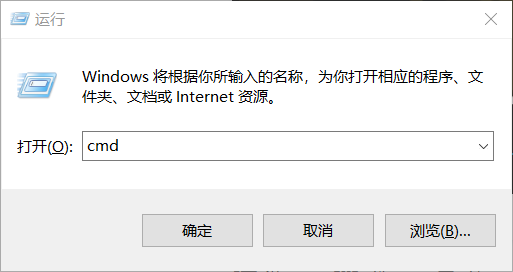 运行
Windows 将根据你所输入的名称，为你打开相应的程序、文
件夹、文档或 Internet 资源。
打开(O): cmd
确定 取消 浏览(B)...